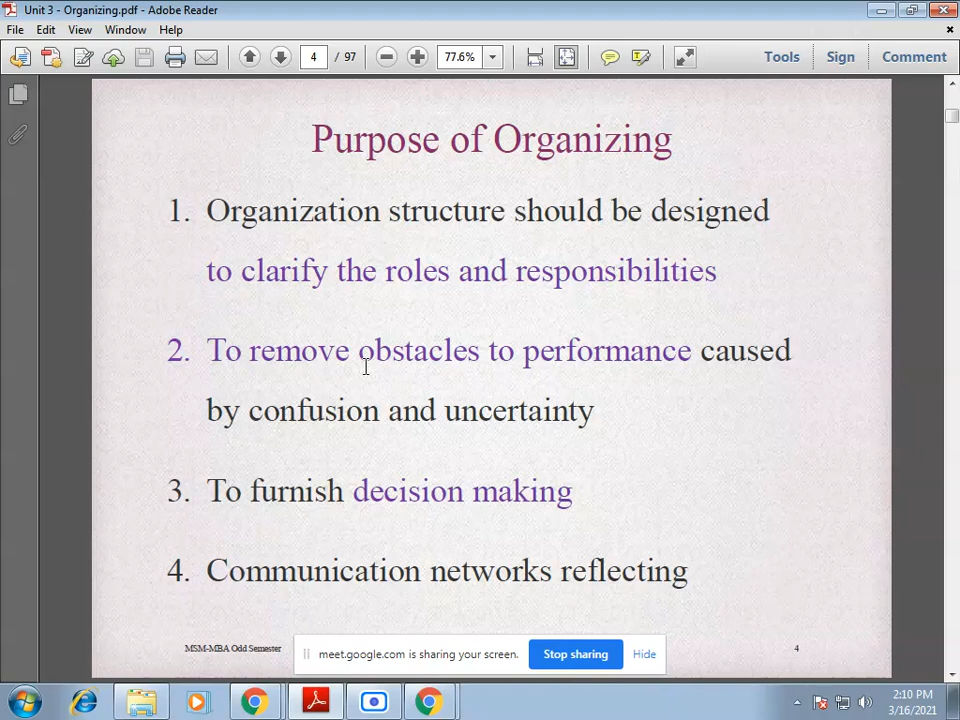 Unit 3 - Organizing.pdf - Adobe Reader
File Edit View Window Help
4 / 97 77.6% Tools Sign Comment
Purpose of Organizing
1. Organization structure should be designed
to clarify the roles and responsibilities
2. To remove obstacles to performance caused
by confusion and uncertainty
3. To furnish decision making
4. Communication networks reflecting
MSM-MBA Odd Semester
4
meet.google.com is sharing your screen. Stop sharing Hide
2:10 PM
3/16/2021